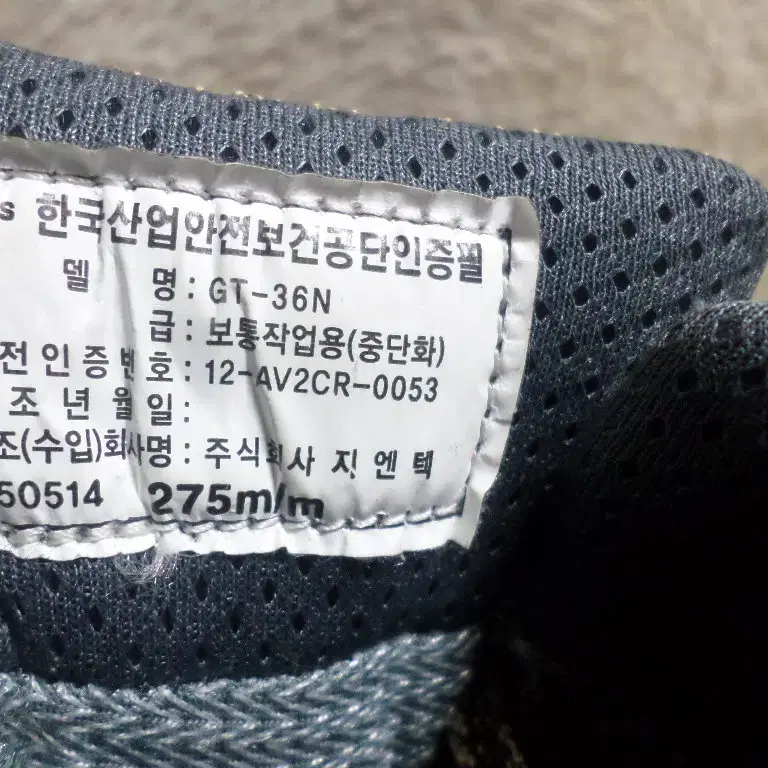 s 한국산업안전보건공단인증필
델 명 : GT-36N
급 : 보통작업용(중단화)
전인증번호 : 12-AV2CR-0053
조년월일 :
조(수입)회사명 : 주식회사 지엔텍
50514 275m/m